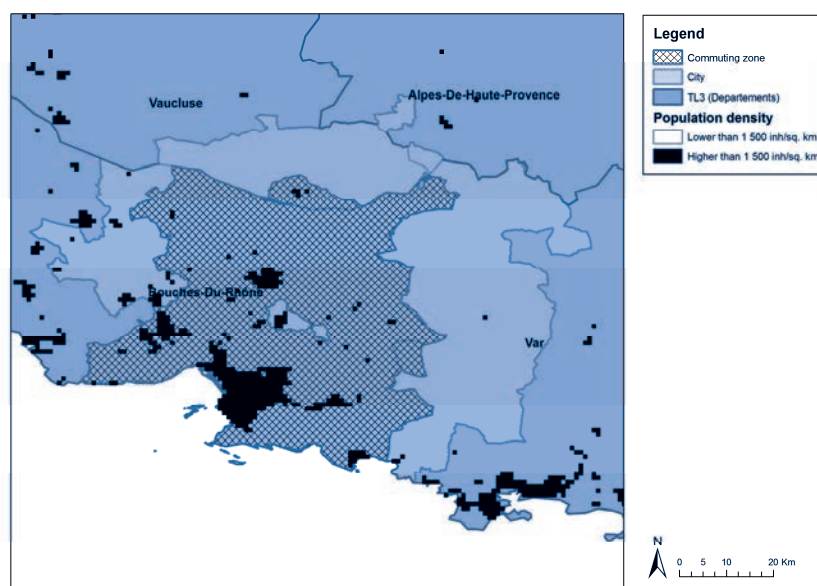 Legend
Commuting zone
City
TL3 (Departements)
Population density
Lower than 1 500 inh/sq. km
Higher than 1 500 inh/sq. km
Vaucluse
Alpes-De-Haute-Provence
Bouches-Du-Rhône
Var
N
0 5 10 20 Km